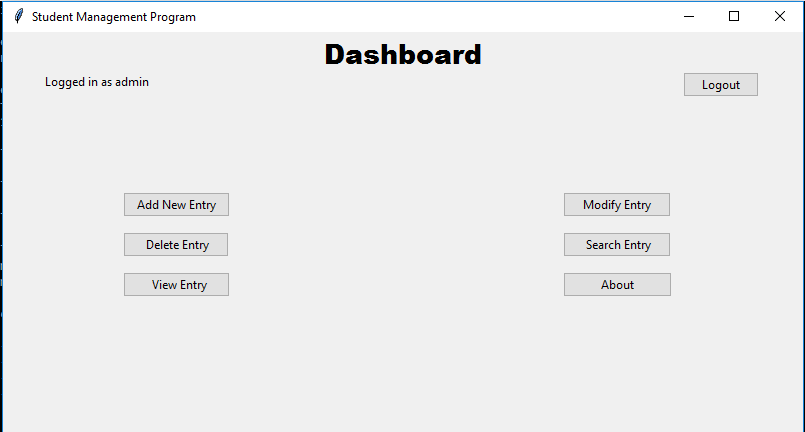 Student Management Program
Dashboard
Logged in as admin
Logout
Add New Entry
Modify Entry
Delete Entry
Search Entry
View Entry
About